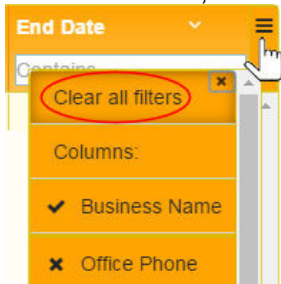 End Date
Contains
Clear all filters
Columns:
Business Name
Office Phone